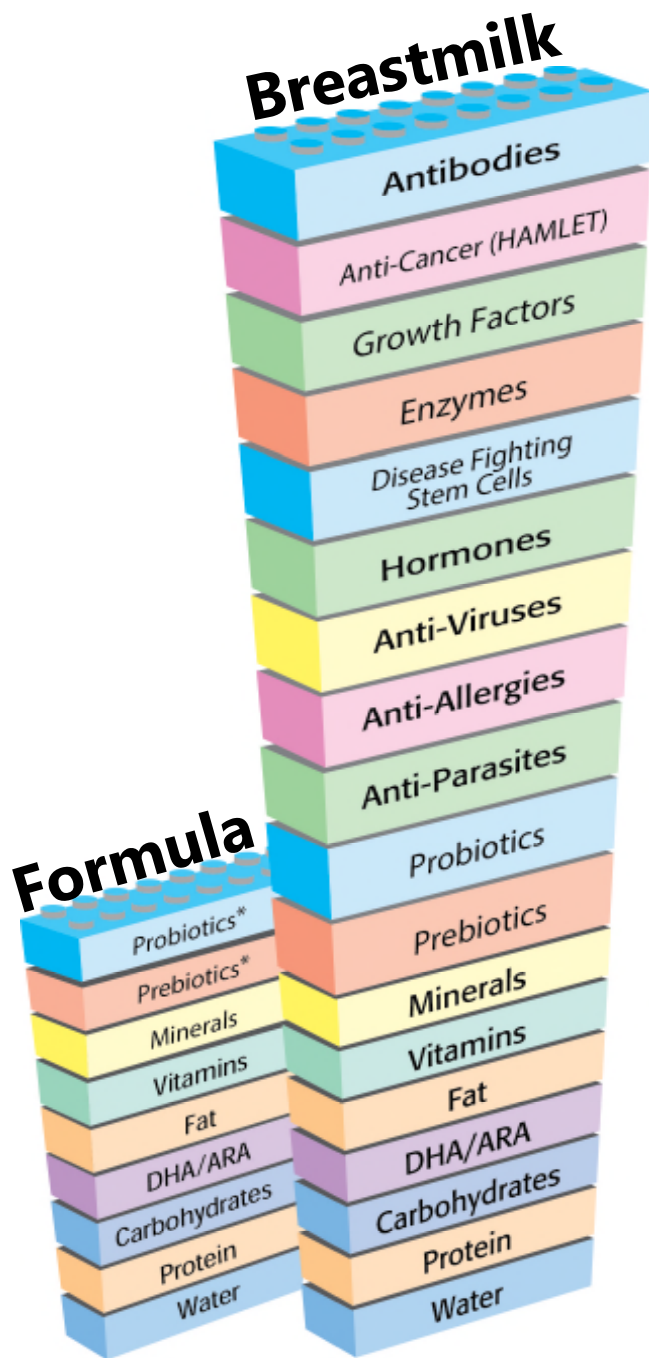 Breastmilk
Antibodies
Anti-Cancer (HAMLET)
Growth Factors
Enzymes
Disease Fighting
Stem Cells
Hormones
Anti-Viruses
Anti-Allergies
Anti-Parasites
Probiotics
Prebiotics
Minerals
Vitamins
Fat
DHA/ARA
Carbohydrates
Protein
Water
Formula
Probiotics*
Prebiotics*
Minerals
Vitamins
Fat
DHA/ARA
Carbohydrates
Protein
Water